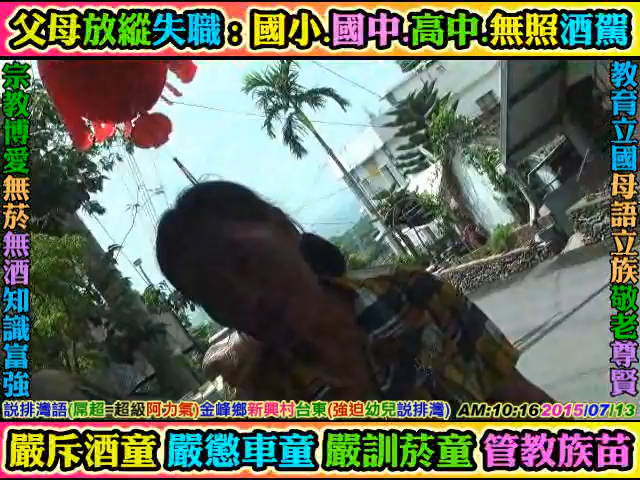 父母放縱失職:國小.國中.高中.無照酒駕
宗教博愛無菸無酒知識富強
教育立國母語立族敬老尊賢
説排灣語(屌超=超級阿力氣)金峰鄉新興村台東(強迫幼兒説排灣) AM:10:16 2015/07/13
嚴斥酒童 嚴懲車童 嚴訓菸童 管教族苗